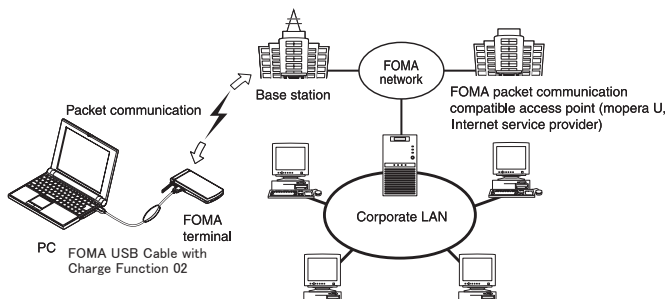 FOMA
network
Base station
FOMA packet communication
compatible access point (mopera U,
Internet service provider)
Packet communication
FOMA
terminal
PC
FOMA USB Cable with
Charge Function 02
Corporate LAN